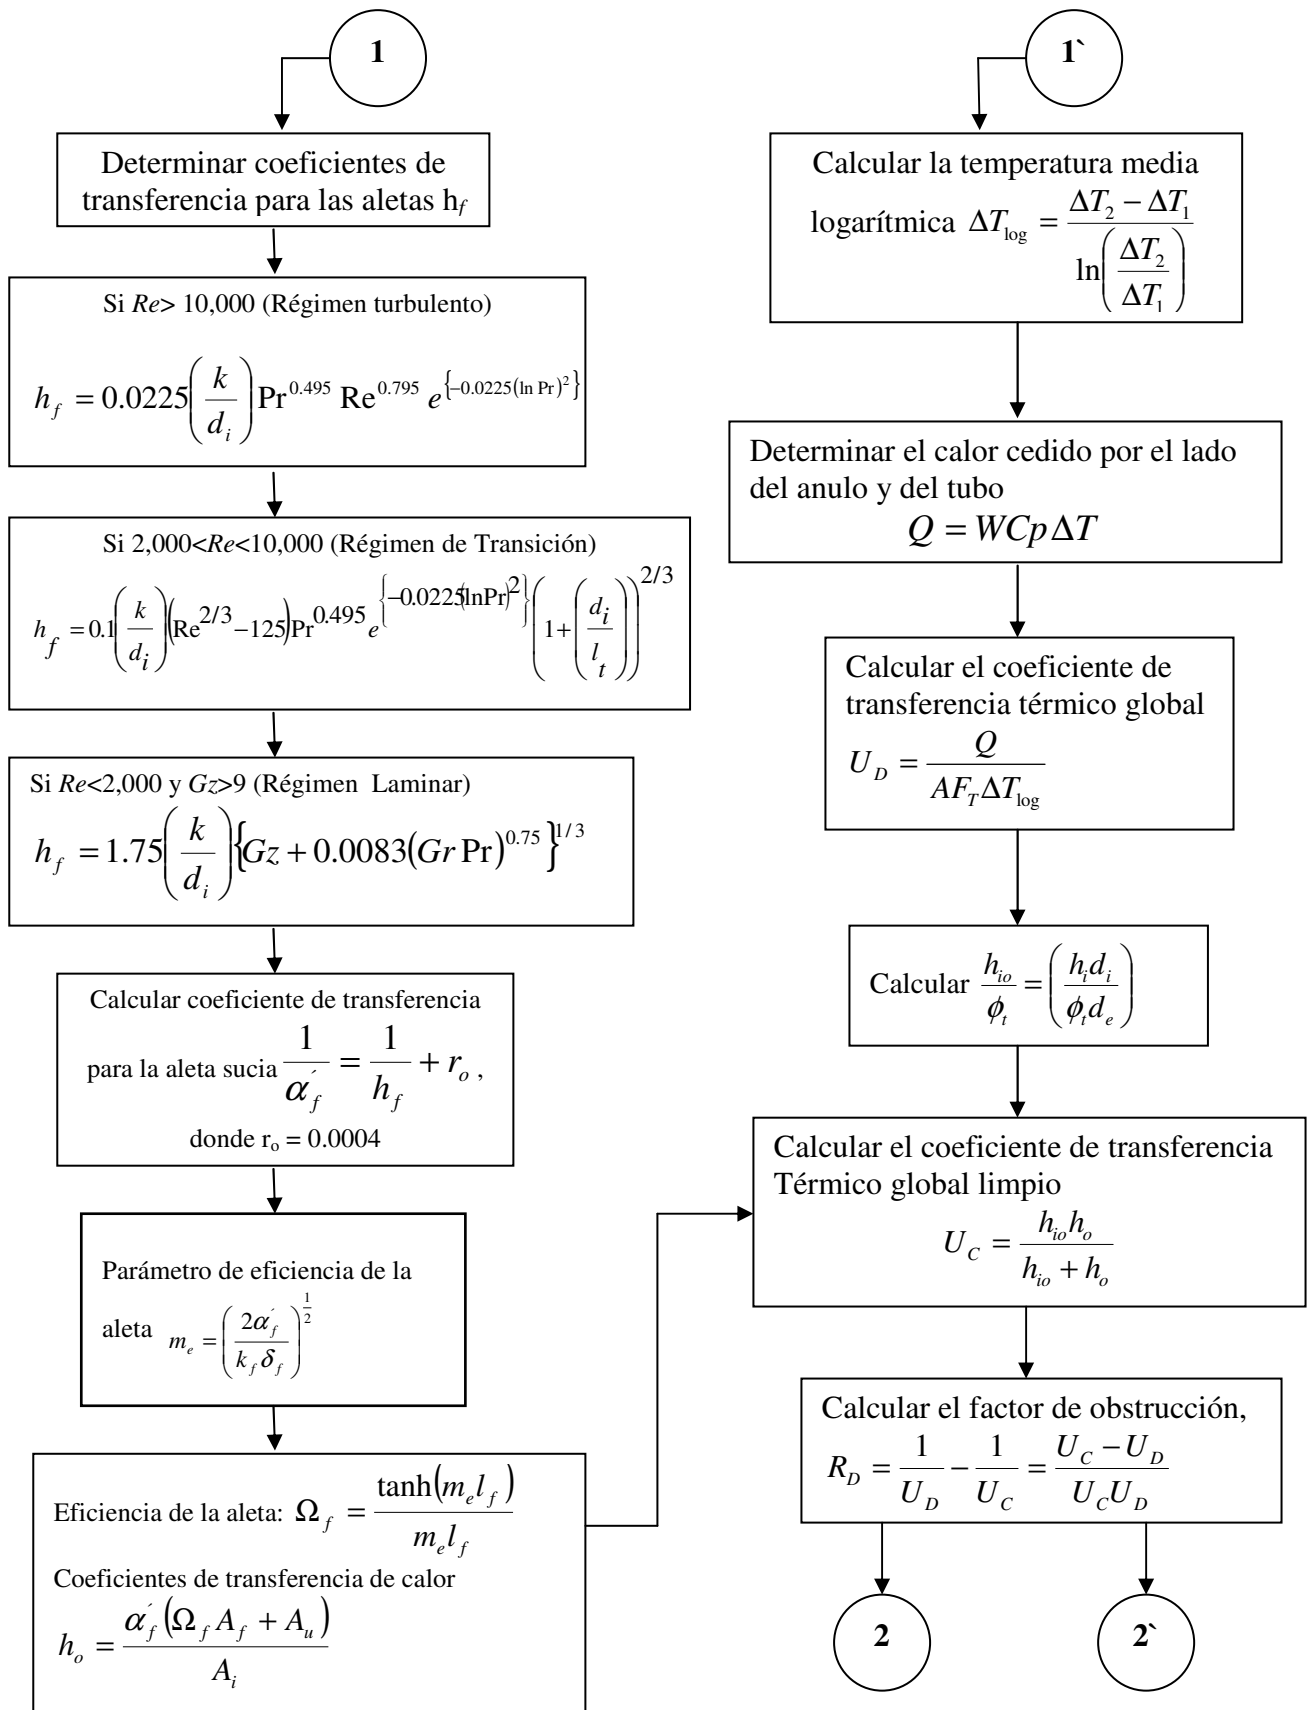 1
Determinar coeficientes de
transferencia para las aletas h_f
Si Re> 10,000 (Régimen turbulento)
h_f = 0.0225(k/d_i) Pr^0.495 Re^0.795 e^{-0.0225(ln Pr)^2}
Si 2,000<Re<10,000 (Régimen de Transición)
h_f = 0.1(k/d_i)(Re^2/3 −125)Pr^0.495 e^{−0.0225(lnPr)^2}(1+(d_i/l_t))^2/3
Si Re<2,000 y Gz>9 (Régimen Laminar)
h_f = 1.75(k/d_i){Gz + 0.0083(Gr Pr)^0.75}^1/3
Calcular coeficiente de transferencia
para la aleta sucia 1/α´_f = 1/h_f + r_o ,
donde r_o = 0.0004
Parámetro de eficiencia de la
aleta m_e = (2α´_f / k_f δ_f)^1/2
Eficiencia de la aleta: Ω_f = tanh(m_e l_f) / m_e l_f
Coeficientes de transferencia de calor
h_o = α´_f (Ω_f A_f + A_u) / A_i
1`
Calcular la temperatura media
logarítmica ΔT_log = (ΔT_2 − ΔT_1) / ln(ΔT_2 / ΔT_1)
Determinar el calor cedido por el lado
del anulo y del tubo
Q = WCp ΔT
Calcular el coeficiente de
transferencia térmico global
U_D = Q / AF_T ΔT_log
Calcular h_io/φ_t = (h_i d_i / φ_t d_e)
Calcular el coeficiente de transferencia
Térmico global limpio
U_C = h_io h_o / h_io + h_o
Calcular el factor de obstrucción,
R_D = 1/U_D − 1/U_C = U_C − U_D / U_C U_D
2
2`